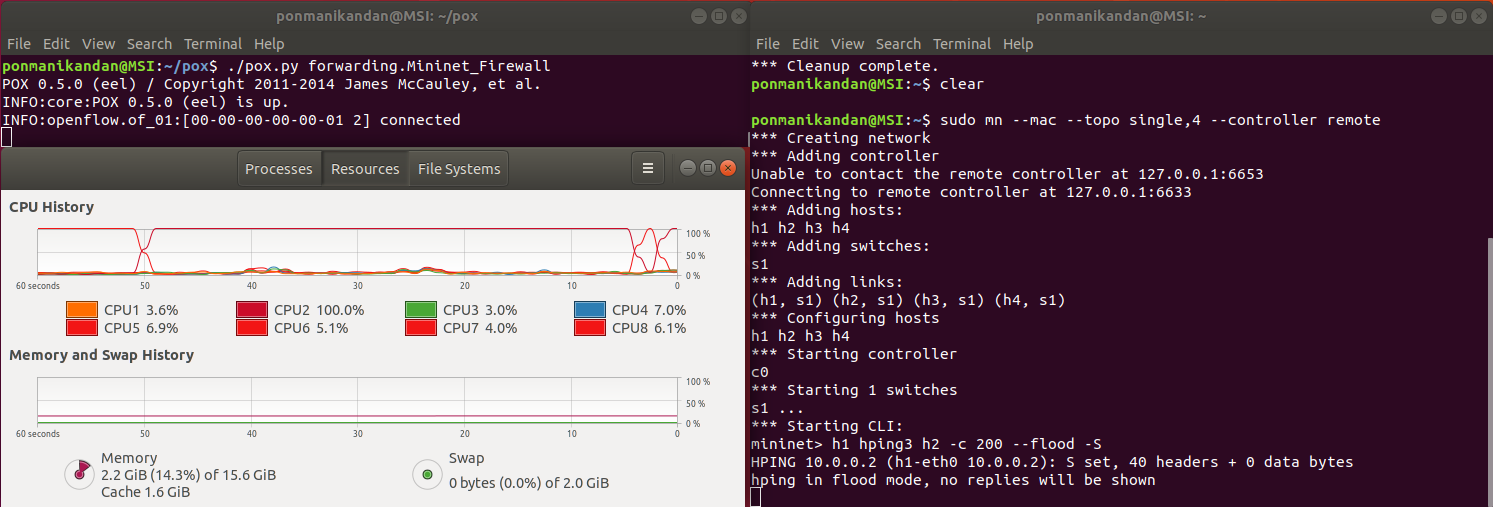 ponmanikandan@MSI: ~/pox
File Edit View Search Terminal Help
ponmanikandan@MSI:~/pox$ ./pox.py forwarding.Mininet_Firewall
POX 0.5.0 (eel) / Copyright 2011-2014 James McCauley, et al.
INFO:core:POX 0.5.0 (eel) is up.
INFO:openflow.of_01:[00-00-00-00-00-01 2] connected
Processes Resources File Systems
CPU History
100 %
50 %
0 %
60 seconds 50 40 30 20 10 0
CPU1 3.6% CPU2 100.0% CPU3 3.0% CPU4 7.0%
CPU5 6.9% CPU6 5.1% CPU7 4.0% CPU8 6.1%
Memory and Swap History
100 %
50 %
0 %
60 seconds 50 40 30 20 10 0
Memory
2.2 GiB (14.3%) of 15.6 GiB
Cache 1.6 GiB
Swap
0 bytes (0.0%) of 2.0 GiB
ponmanikandan@MSI: ~
File Edit View Search Terminal Help
*** Cleanup complete.
ponmanikandan@MSI:~$ clear
ponmanikandan@MSI:~$ sudo mn --mac --topo single,4 --controller remote
*** Creating network
*** Adding controller
Unable to contact the remote controller at 127.0.0.1:6653
Connecting to remote controller at 127.0.0.1:6633
*** Adding hosts:
h1 h2 h3 h4
*** Adding switches:
s1
*** Adding links:
(h1, s1) (h2, s1) (h3, s1) (h4, s1)
*** Configuring hosts
h1 h2 h3 h4
*** Starting controller
c0
*** Starting 1 switches
s1 ...
*** Starting CLI:
mininet> h1 hping3 h2 -c 200 --flood -S
HPING 10.0.0.2 (h1-eth0 10.0.0.2): S set, 40 headers + 0 data bytes
hping in flood mode, no replies will be shown